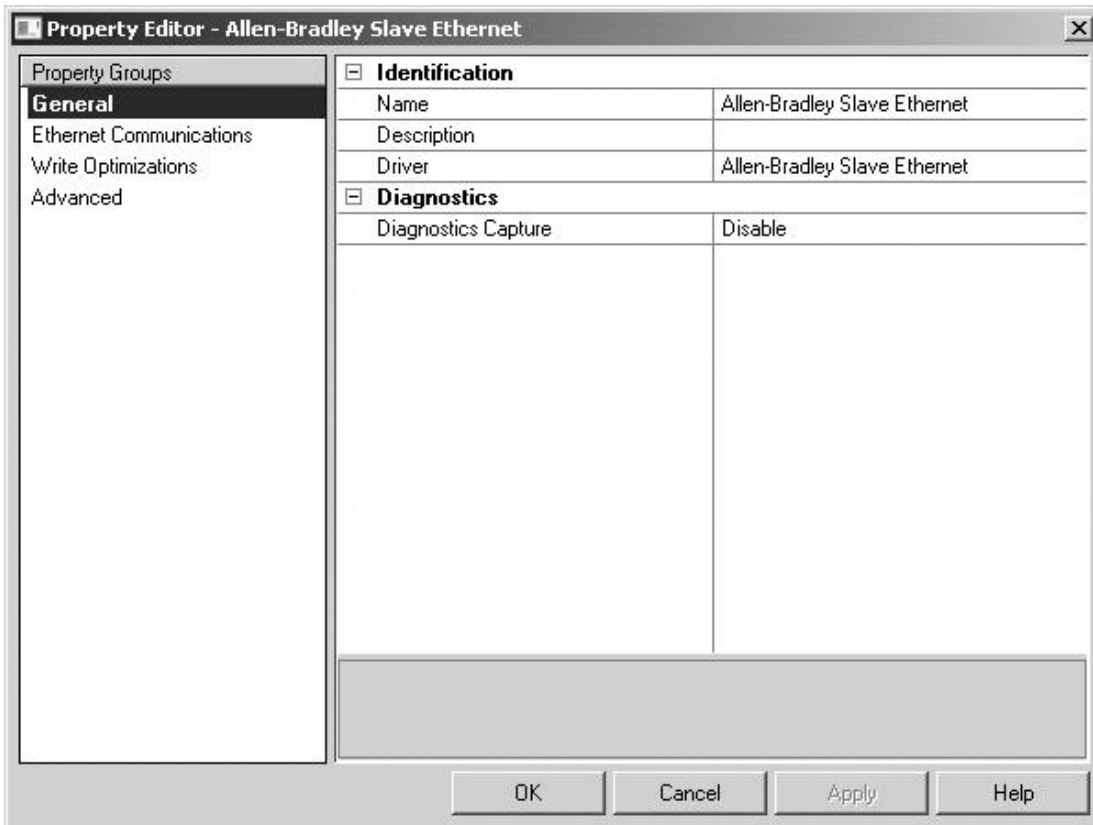 Property Editor - Allen-Bradley Slave Ethernet
Property Groups
General
Ethernet Communications
Write Optimizations
Advanced
Identification
Name Allen-Bradley Slave Ethernet
Description
Driver Allen-Bradley Slave Ethernet
Diagnostics
Diagnostics Capture Disable
OK Cancel Apply Help